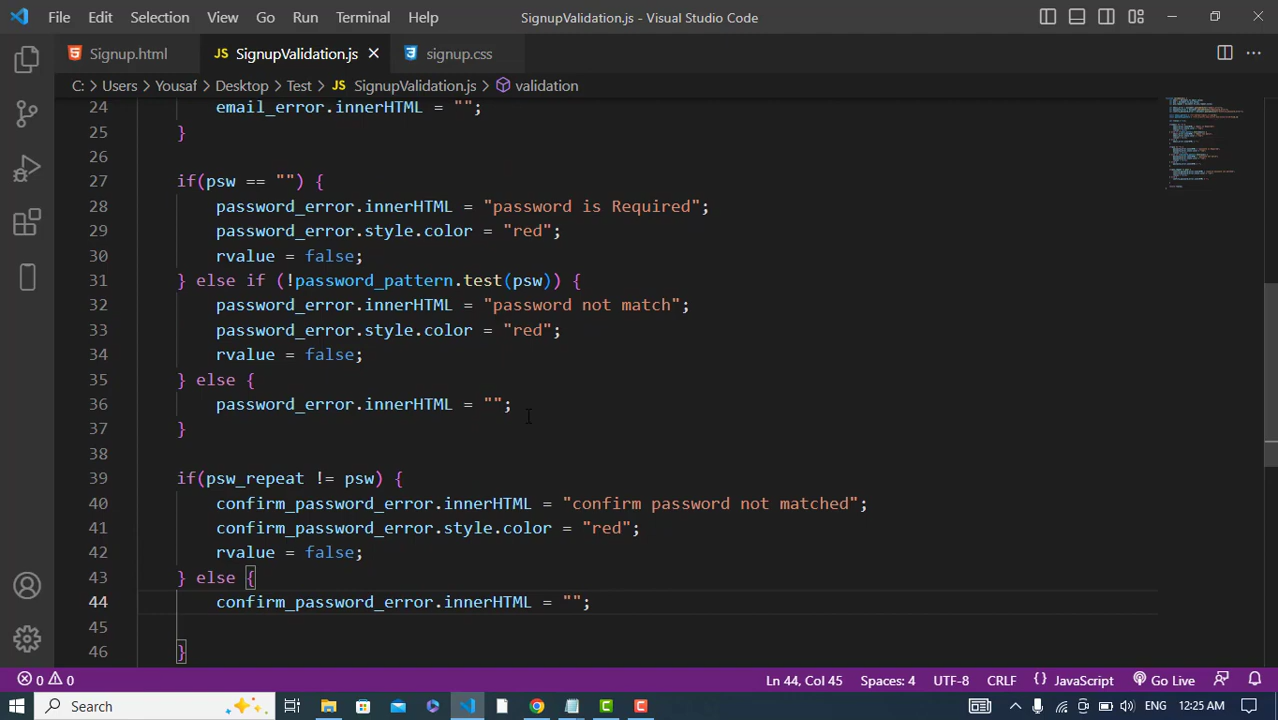 File Edit Selection View Go Run Terminal Help SignupValidation.js - Visual Studio Code
Signup.html JS SignupValidation.js signup.css
C: Users Yousaf Desktop Test JS SignupValidation.js validation
24 email_error.innerHTML = "";
25 }
26
27 if(psw == "") {
28 password_error.innerHTML = "password is Required";
29 password_error.style.color = "red";
30 rvalue = false;
31 } else if (!password_pattern.test(psw)) {
32 password_error.innerHTML = "password not match";
33 password_error.style.color = "red";
34 rvalue = false;
35 } else {
36 password_error.innerHTML = "";
37 }
38
39 if(psw_repeat != psw) {
40 confirm_password_error.innerHTML = "confirm password not matched";
41 confirm_password_error.style.color = "red";
42 rvalue = false;
43 } else {
44 confirm_password_error.innerHTML = "";
45
46 }
0 0 Ln 44, Col 45 Spaces: 4 UTF-8 CRLF { } JavaScript Go Live
Search ENG 12:25 AM